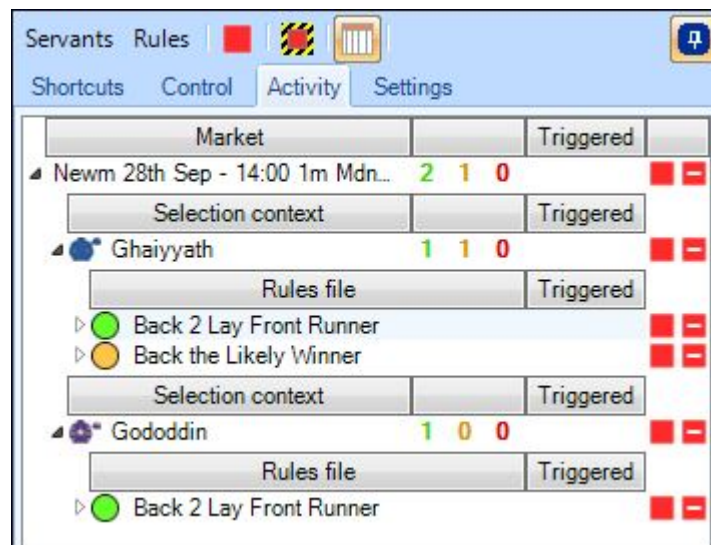 Servants Rules
Shortcuts Control Activity Settings
Market Triggered
Newm 28th Sep - 14:00 1m Mdn... 2 1 0
Selection context Triggered
Ghaiyyath 1 1 0
Rules file Triggered
Back 2 Lay Front Runner
Back the Likely Winner
Selection context Triggered
Gododdin 1 0 0
Rules file Triggered
Back 2 Lay Front Runner